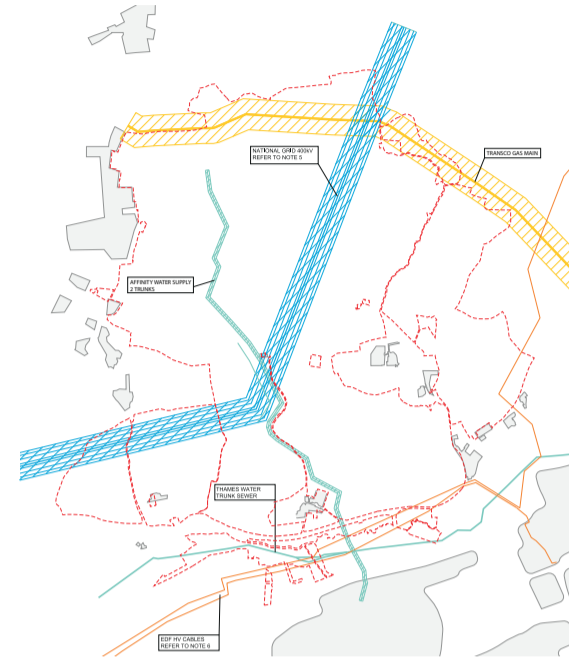 NATIONAL GRID 400kV
REFER TO NOTE 5
TRANSCO GAS MAIN
AFFINITY WATER SUPPLY
2 TRUNKS
THAMES WATER
TRUNK SEWER
EDF HV CABLES
REFER TO NOTE 6